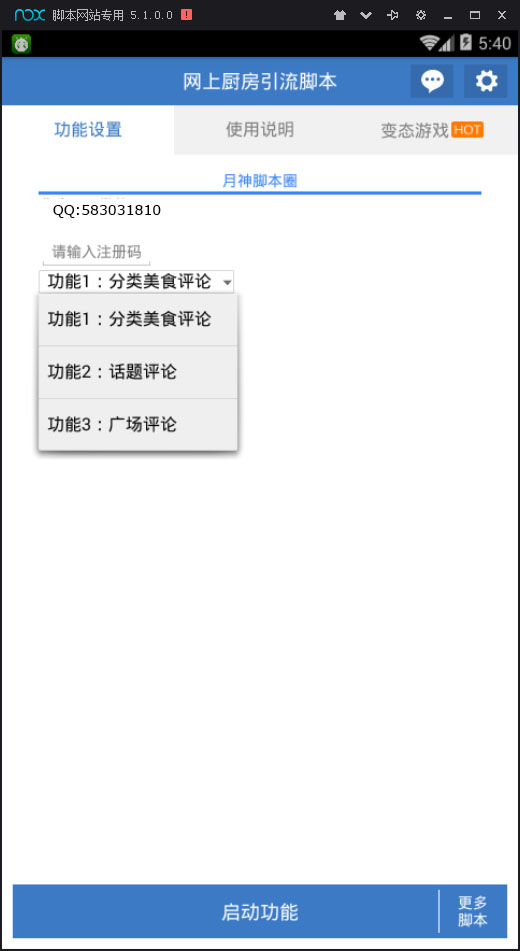 nox 脚本网站专用 5.1.0.0
5:40
网上厨房引流脚本
功能设置 使用说明 变态游戏 HOT
月神脚本圈
QQ:583031810
请输入注册码
功能1：分类美食评论
功能1：分类美食评论
功能2：话题评论
功能3：广场评论
启动功能
更多
脚本